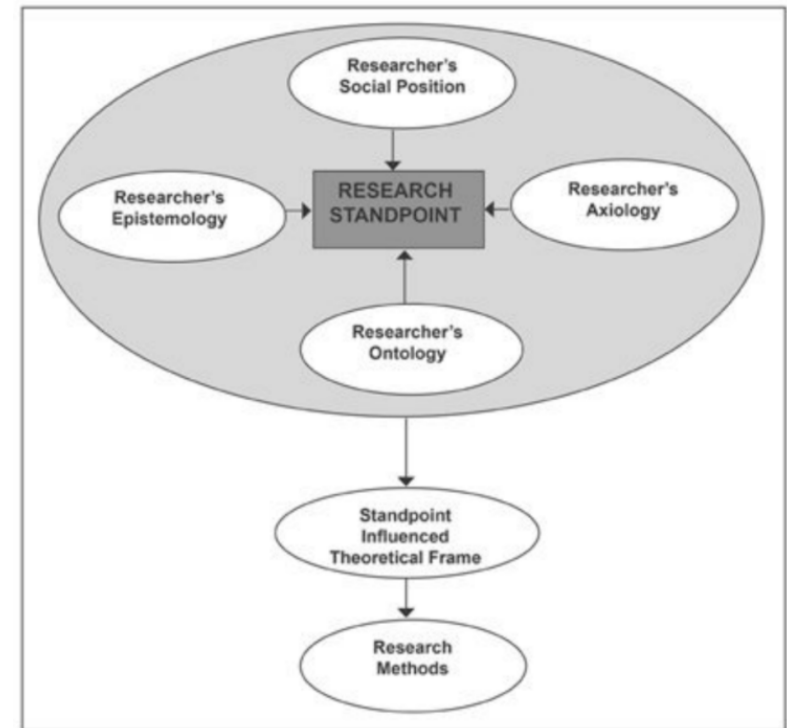 Researcher's
Social Position
Researcher's
Epistemology
RESEARCH
STANDPOINT
Researcher's
Axiology
Researcher's
Ontology
Standpoint
Influenced
Theoretical Frame
Research
Methods